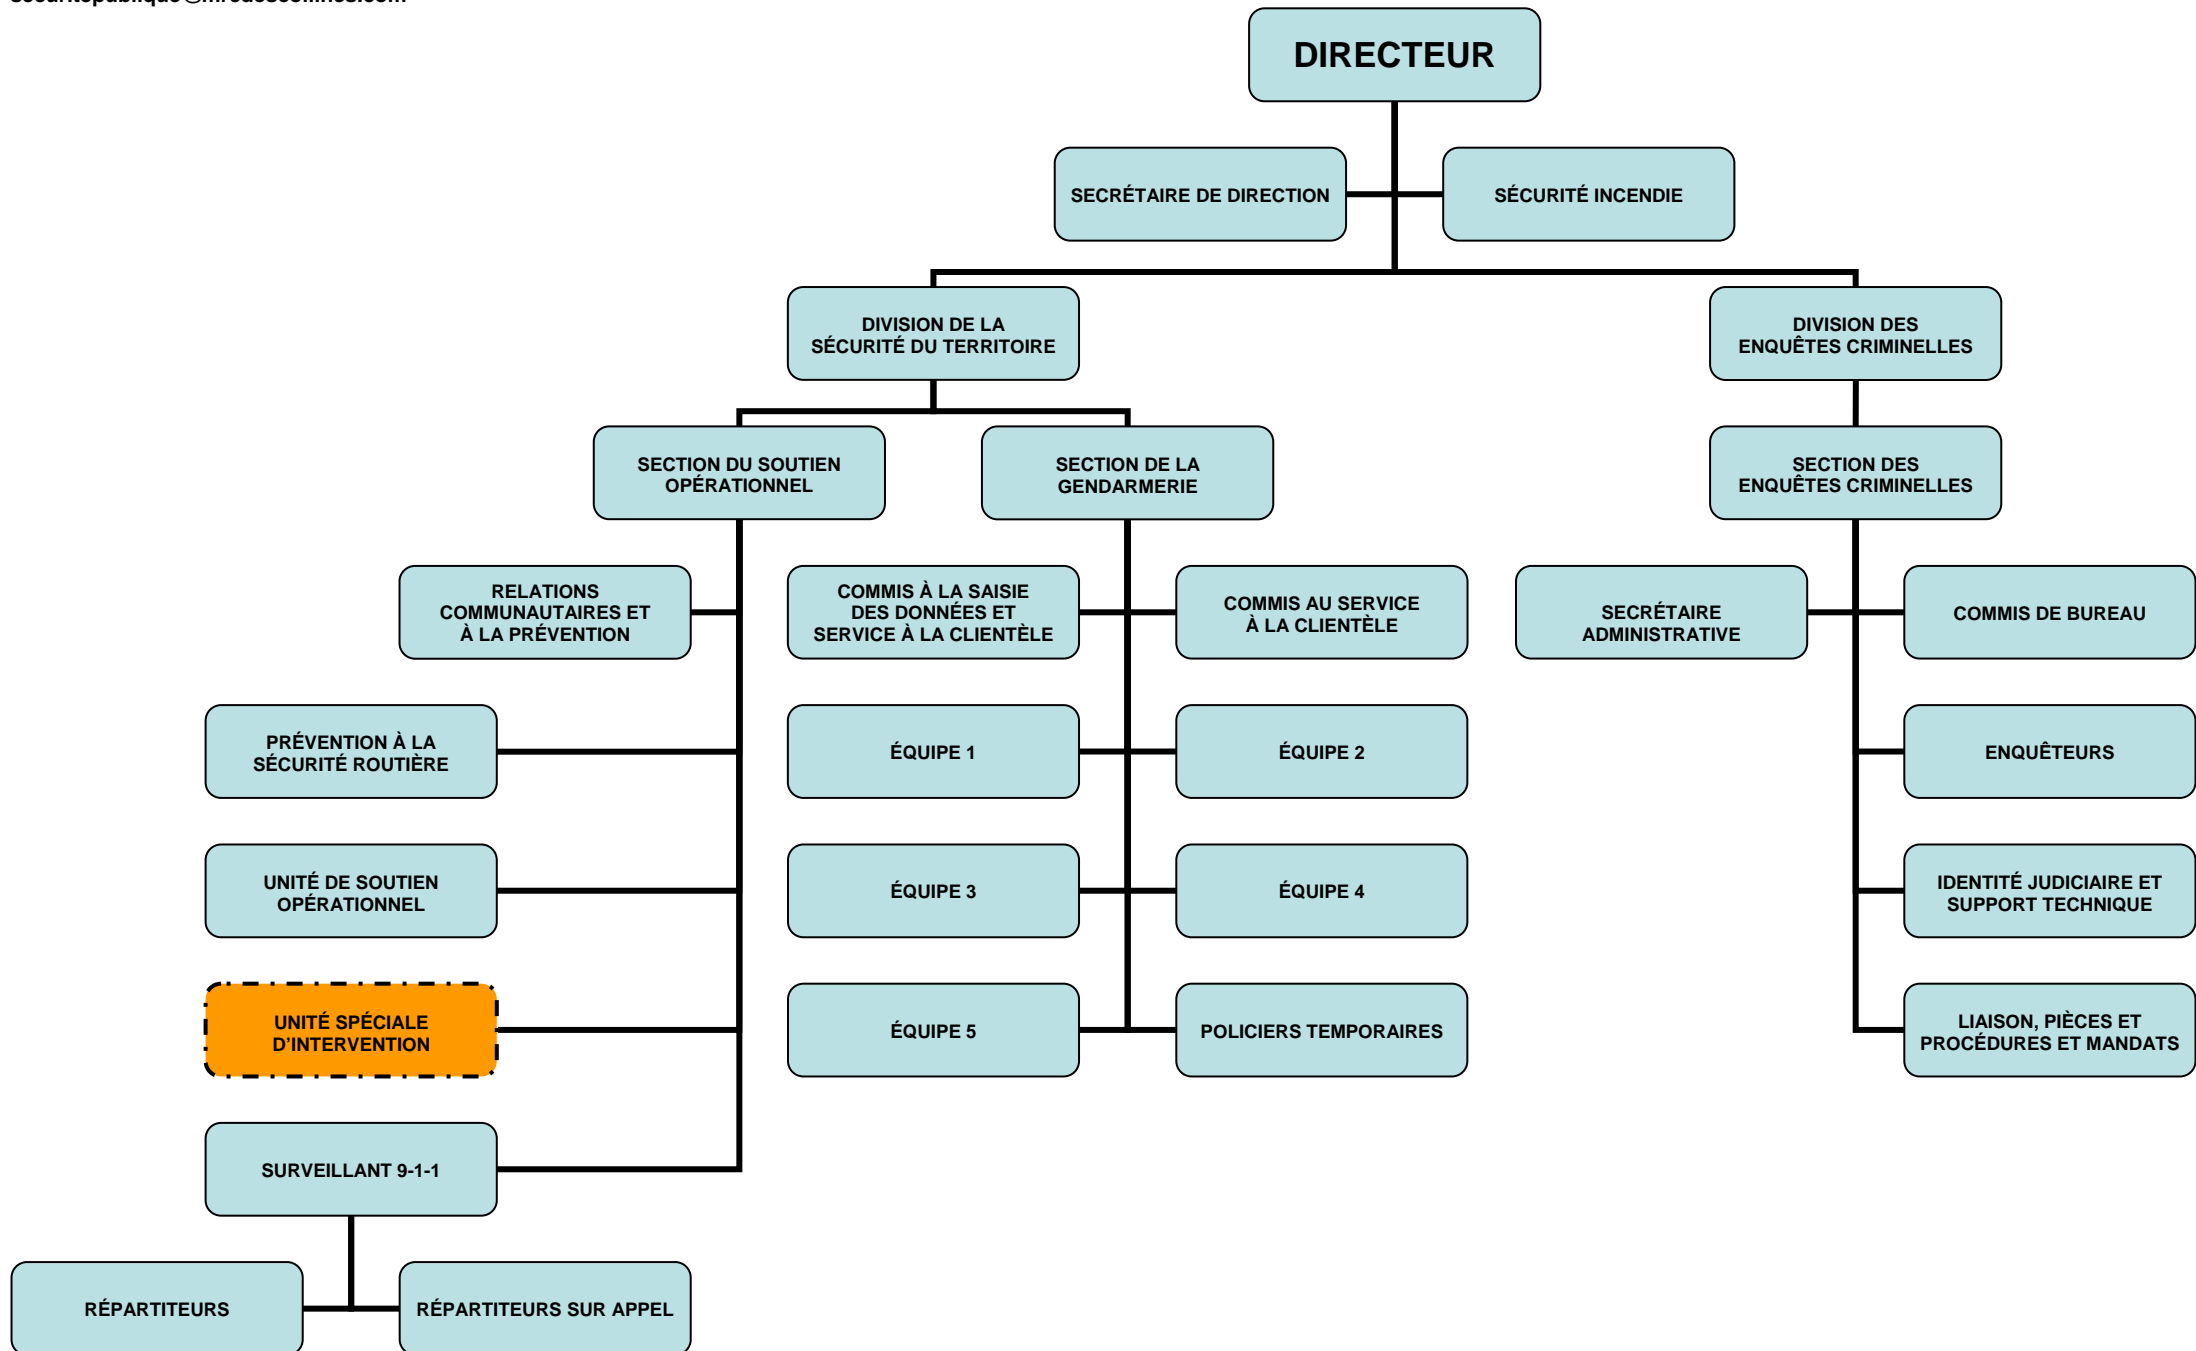 DIRECTEUR
SECRÉTAIRE DE DIRECTION
SÉCURITÉ INCENDIE
DIVISION DE LA
SÉCURITÉ DU TERRITOIRE
DIVISION DES
ENQUÊTES CRIMINELLES
SECTION DU SOUTIEN
OPÉRATIONNEL
SECTION DE LA
GENDARMERIE
SECTION DES
ENQUÊTES CRIMINELLES
RELATIONS
COMMUNAUTAIRES ET
À LA PRÉVENTION
COMMIS À LA SAISIE
DES DONNÉES ET
SERVICE À LA CLIENTÈLE
COMMIS AU SERVICE
À LA CLIENTÈLE
SECRÉTAIRE
ADMINISTRATIVE
COMMIS DE BUREAU
PRÉVENTION À LA
SÉCURITÉ ROUTIÈRE
ÉQUIPE 1
ÉQUIPE 2
ENQUÊTEURS
UNITÉ DE SOUTIEN
OPÉRATIONNEL
ÉQUIPE 3
ÉQUIPE 4
IDENTITÉ JUDICIAIRE ET
SUPPORT TECHNIQUE
UNITÉ SPÉCIALE
D’INTERVENTION
ÉQUIPE 5
POLICIERS TEMPORAIRES
LIAISON, PIÈCES ET
PROCÉDURES ET MANDATS
SURVEILLANT 9-1-1
RÉPARTITEURS
RÉPARTITEURS SUR APPEL